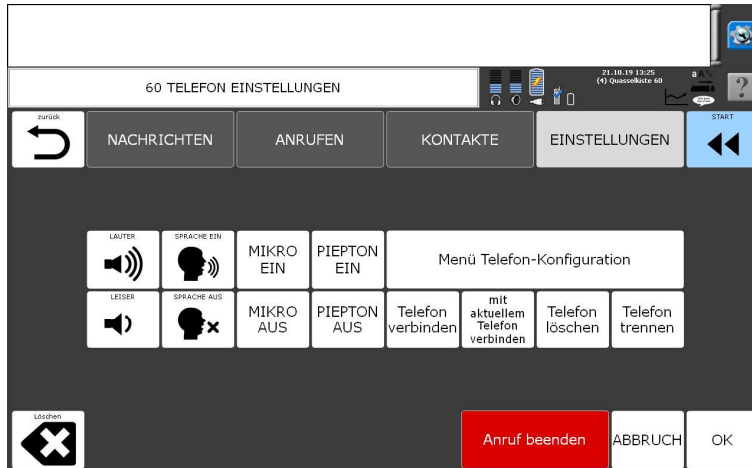 60 TELEFON EINSTELLUNGEN
21.10.19 13:25
(4) Quasselkiste 60
?
zurück
NACHRICHTEN
ANRUFEN
KONTAKTE
EINSTELLUNGEN
START
LAUTER
SPRACHE EIN
MIKRO
EIN
PIEPTON
EIN
Menü Telefon-Konfiguration
LEISER
SPRACHE AUS
MIKRO
AUS
PIEPTON
AUS
Telefon
verbinden
mit
aktuellem
Telefon
verbinden
Telefon
löschen
Telefon
trennen
Löschen
Anruf beenden
ABBRUCH
OK